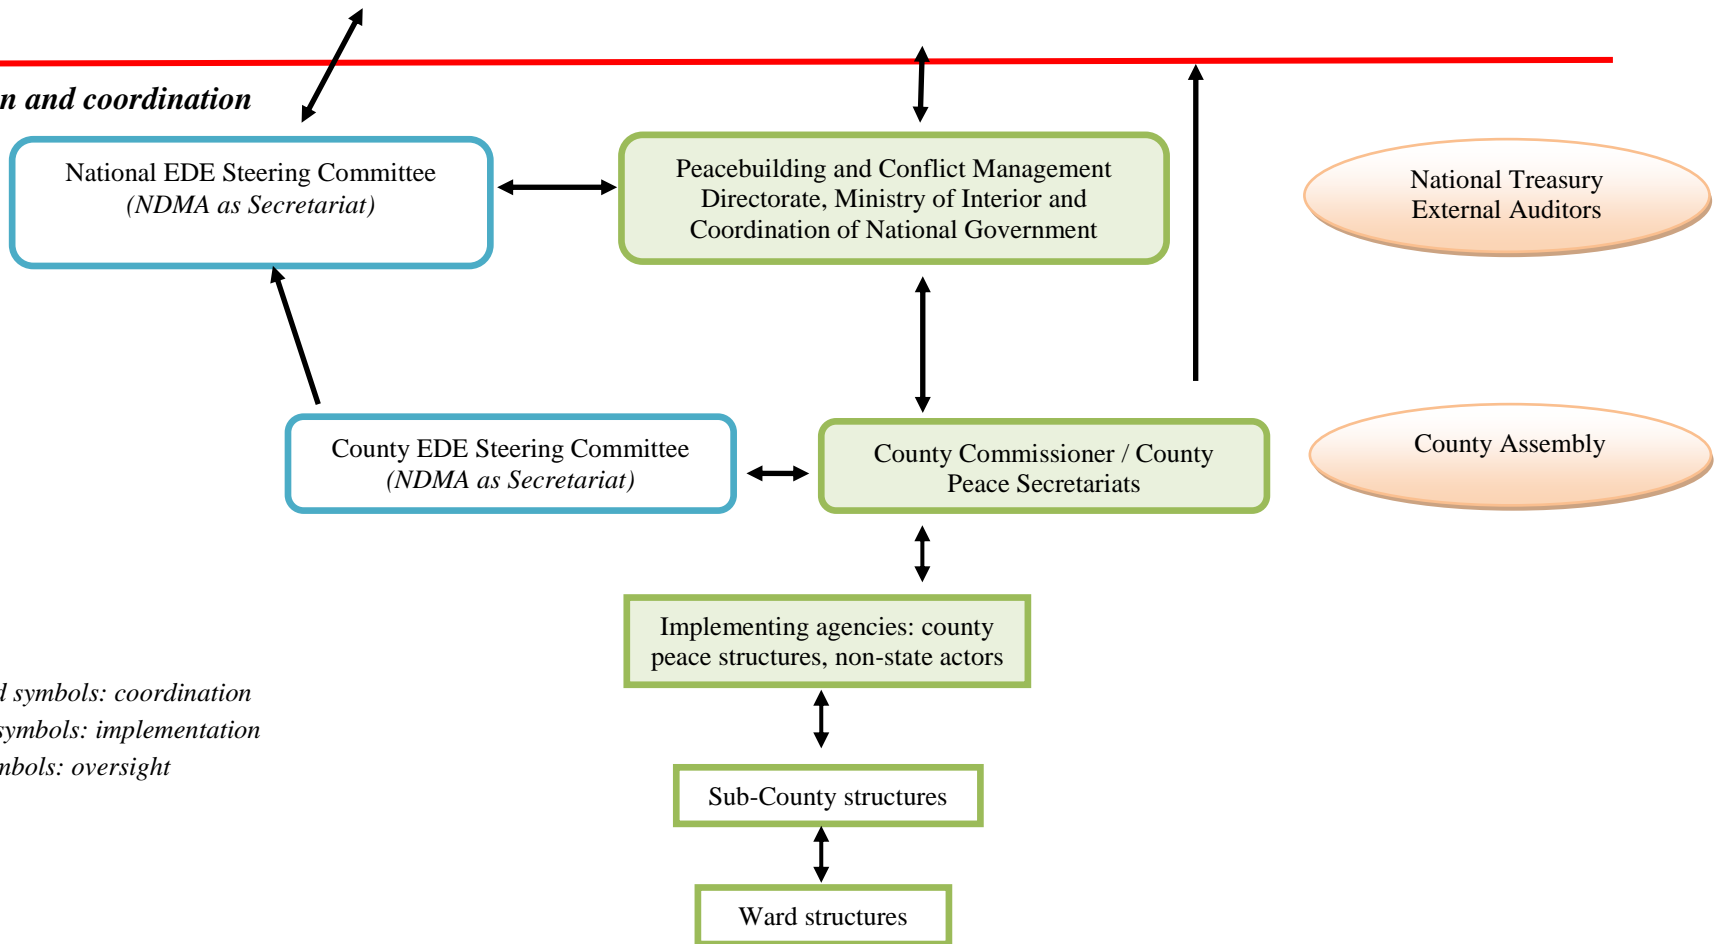 and coordination
National EDE Steering Committee
(NDMA as Secretariat)
Peacebuilding and Conflict Management
Directorate, Ministry of Interior and
Coordination of National Government
National Treasury
External Auditors
County EDE Steering Committee
(NDMA as Secretariat)
County Commissioner / County
Peace Secretariats
County Assembly
Implementing agencies: county
peace structures, non-state actors
symbols: coordination
symbols: implementation
: oversight
Sub-County structures
Ward structures